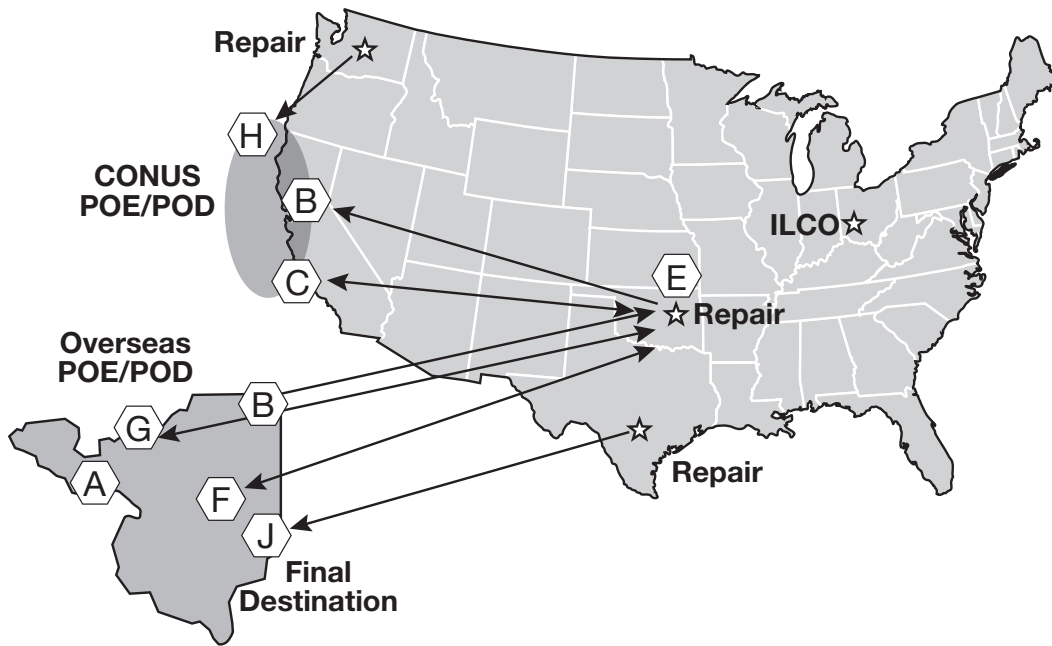 Repair
H
CONUS
POE/POD
B
ILCO
E
C
Repair
Overseas
POE/POD
B
G
A
F
Repair
J
Final
Destination